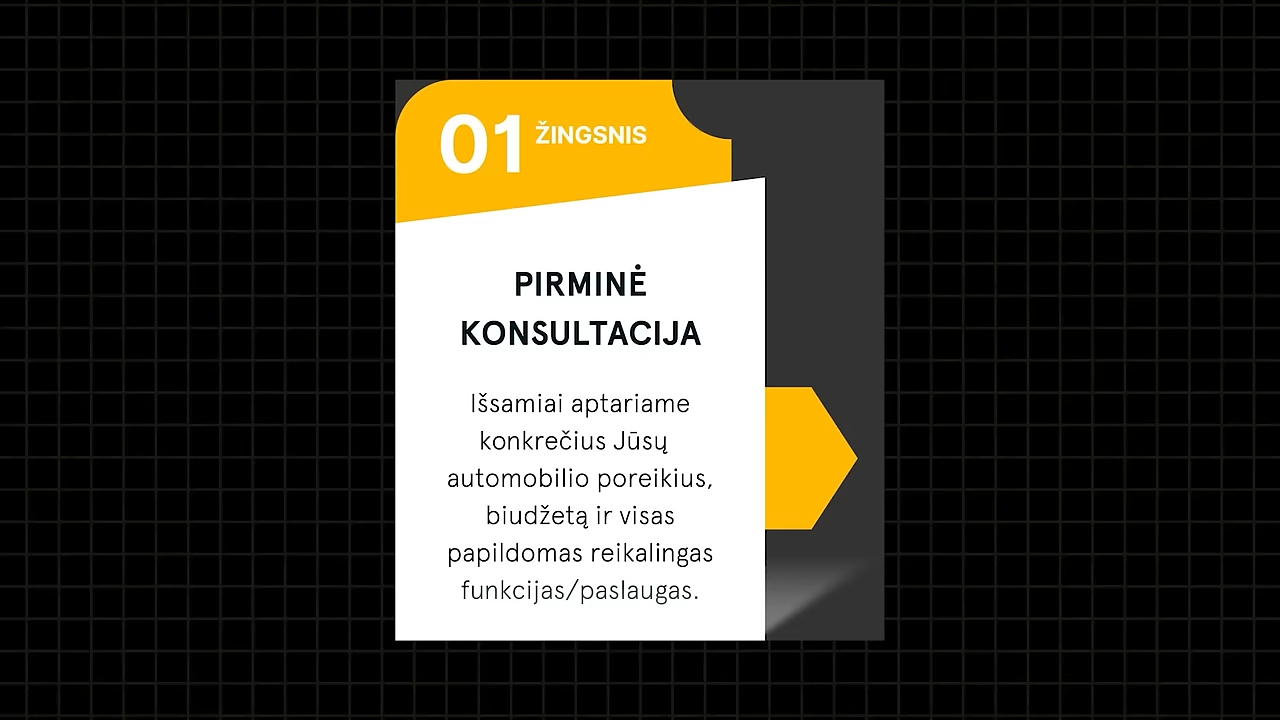 01 ŽINGSNIS
PIRMINĖ
KONSULTACIJA
Išsamiai aptariame
konkrečius Jūsų
automobilio poreikius,
biudžetą ir visas
papildomas reikalingas
funkcijas/paslaugas.